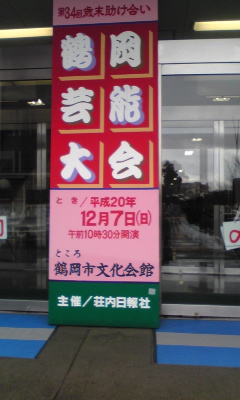 第34回歳末助け合い
鶴岡
芸能
大会
とき/平成20年
12月7日(日)
午前10時30分開演
ところ
鶴岡市文化会館
主催/荘内日報社
の